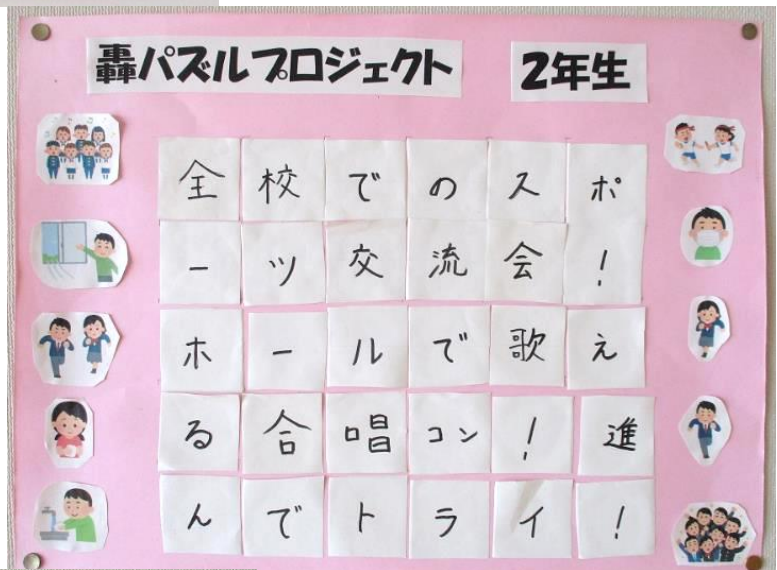 轟パズルプロジェクト 2年生
全校でのスポ
ーツ交流会!
ホールで歌え
る合唱コン!進
んでトライ!